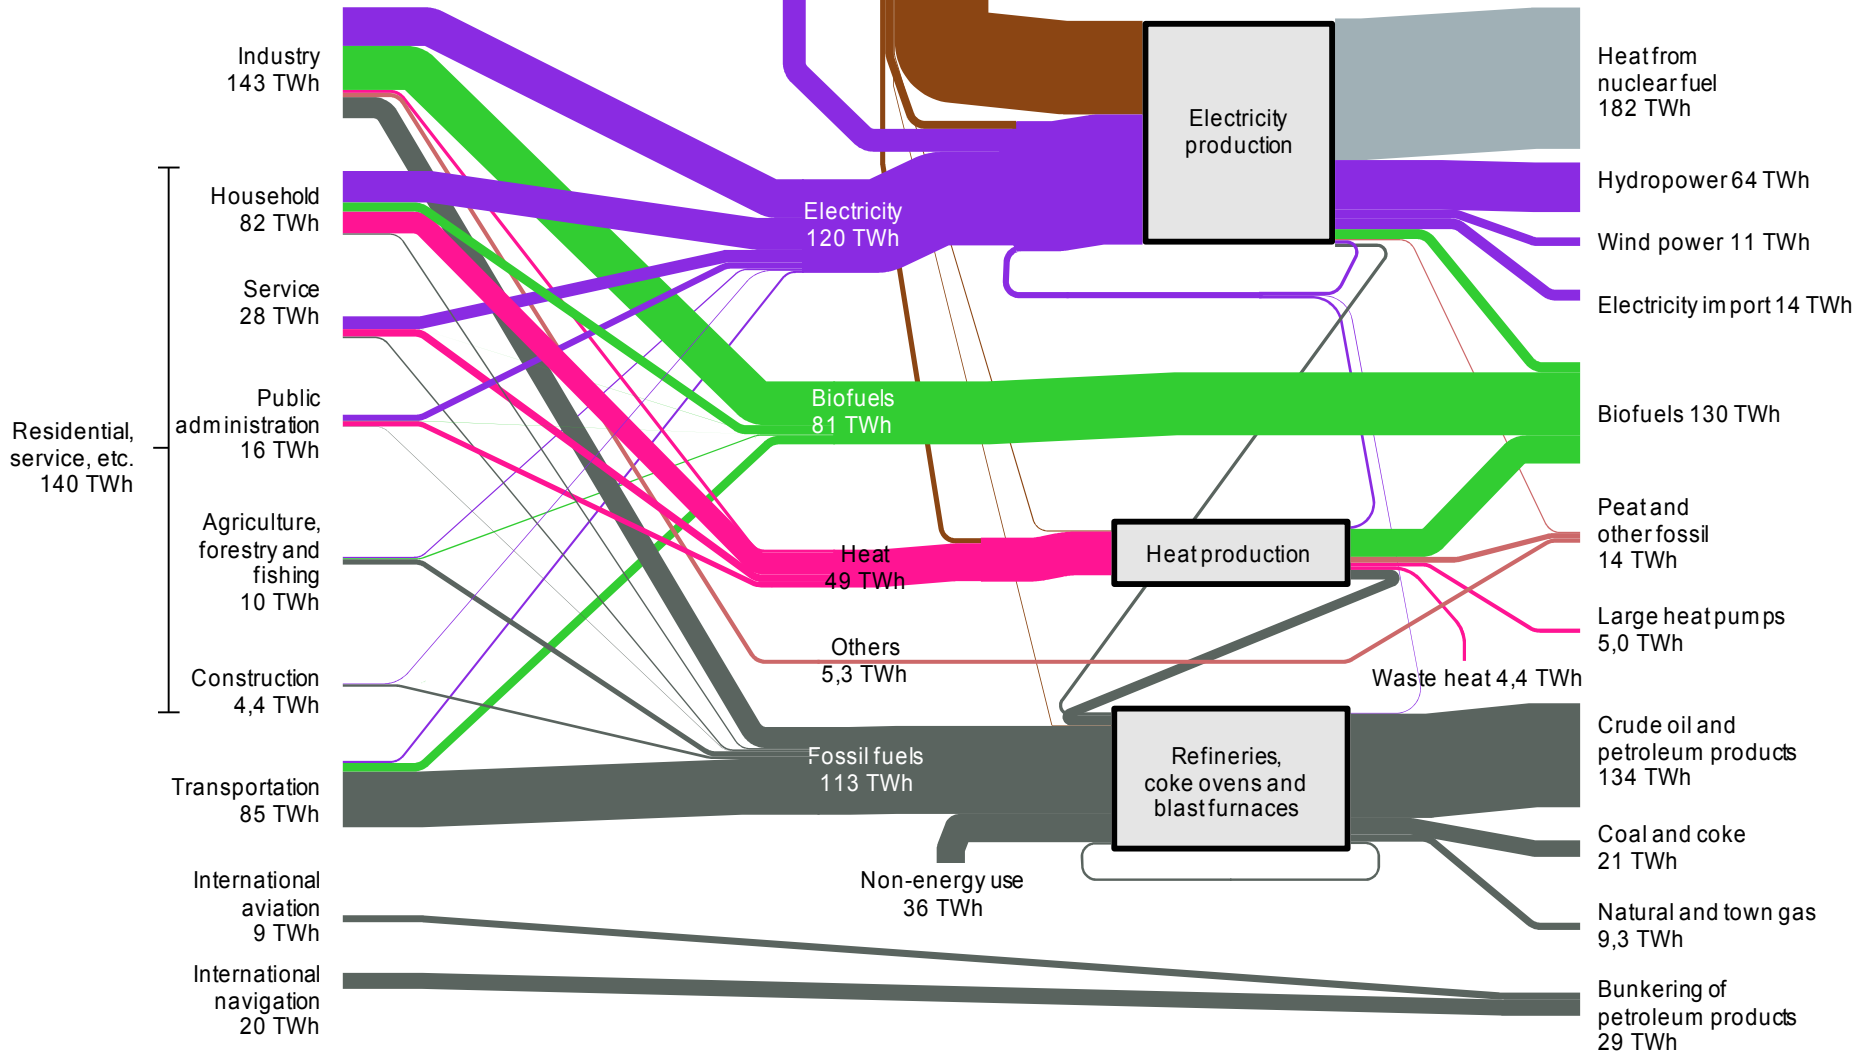 Industry
143 TWh
Household
82 TWh
Service
28 TWh
Public
administration
16 TWh
Residential,
service, etc.
140 TWh
Agriculture,
forestry and
fishing
10 TWh
Construction
4,4 TWh
Transportation
85 TWh
International
aviation
9 TWh
International
navigation
20 TWh
Electricity
120 TWh
Biofuels
81 TWh
Heat
49 TWh
Others
5,3 TWh
Fossil fuels
113 TWh
Non-energy use
36 TWh
Electricity
production
Heat production
Refineries,
coke ovens and
blast furnaces
Heat from
nuclear fuel
182 TWh
Hydropower 64 TWh
Wind power 11 TWh
Electricity import 14 TWh
Biofuels 130 TWh
Peat and
other fossil
14 TWh
Large heat pumps
5,0 TWh
Waste heat 4,4 TWh
Crude oil and
petroleum products
134 TWh
Coal and coke
21 TWh
Natural and town gas
9,3 TWh
Bunkering of
petroleum products
29 TWh